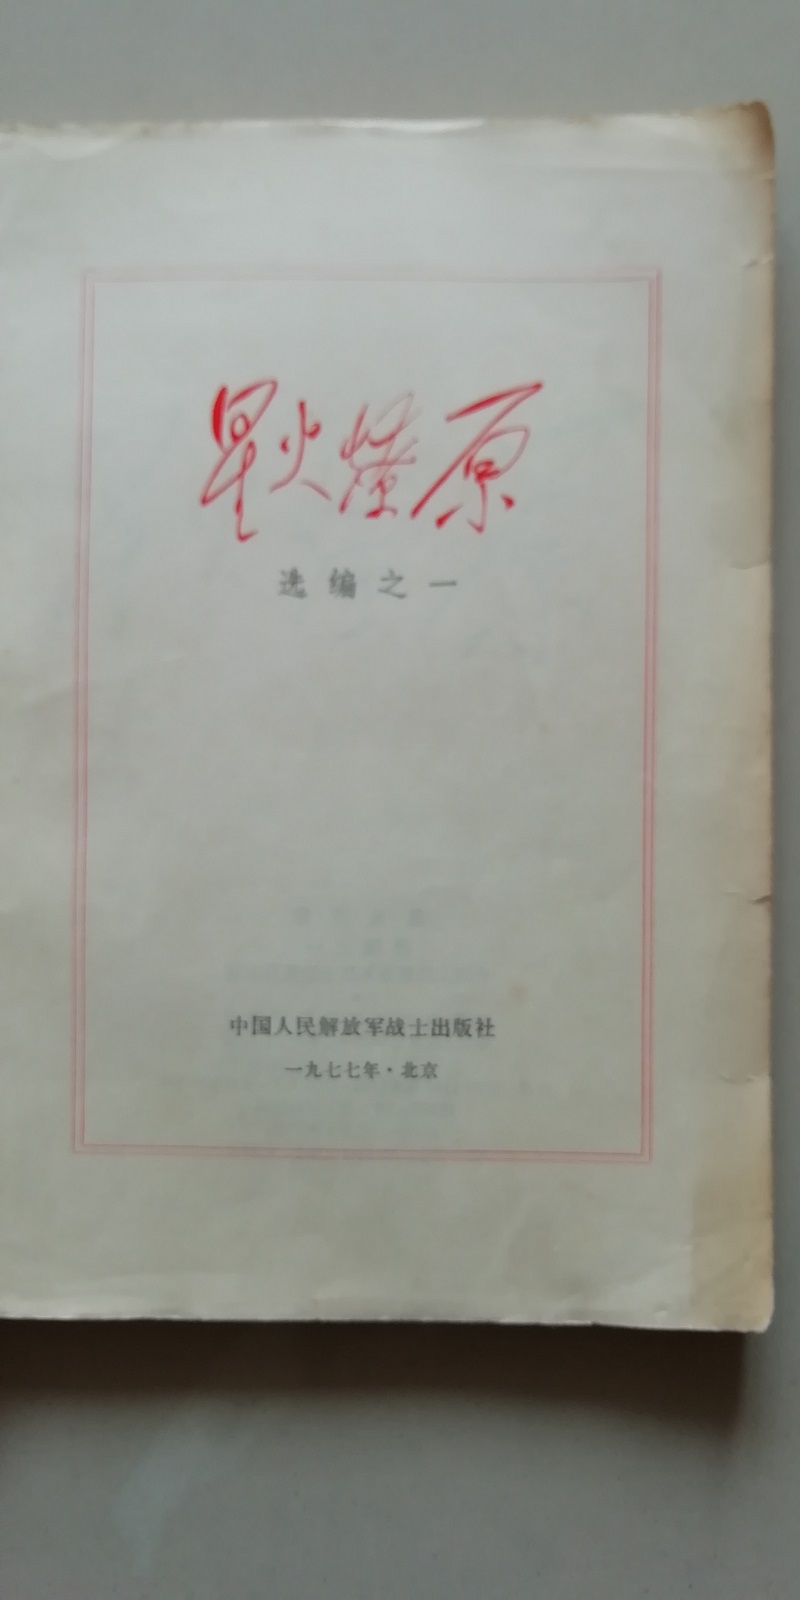 星火燎原
选编之一
中国人民解放军战士出版社
一九七七年·北京